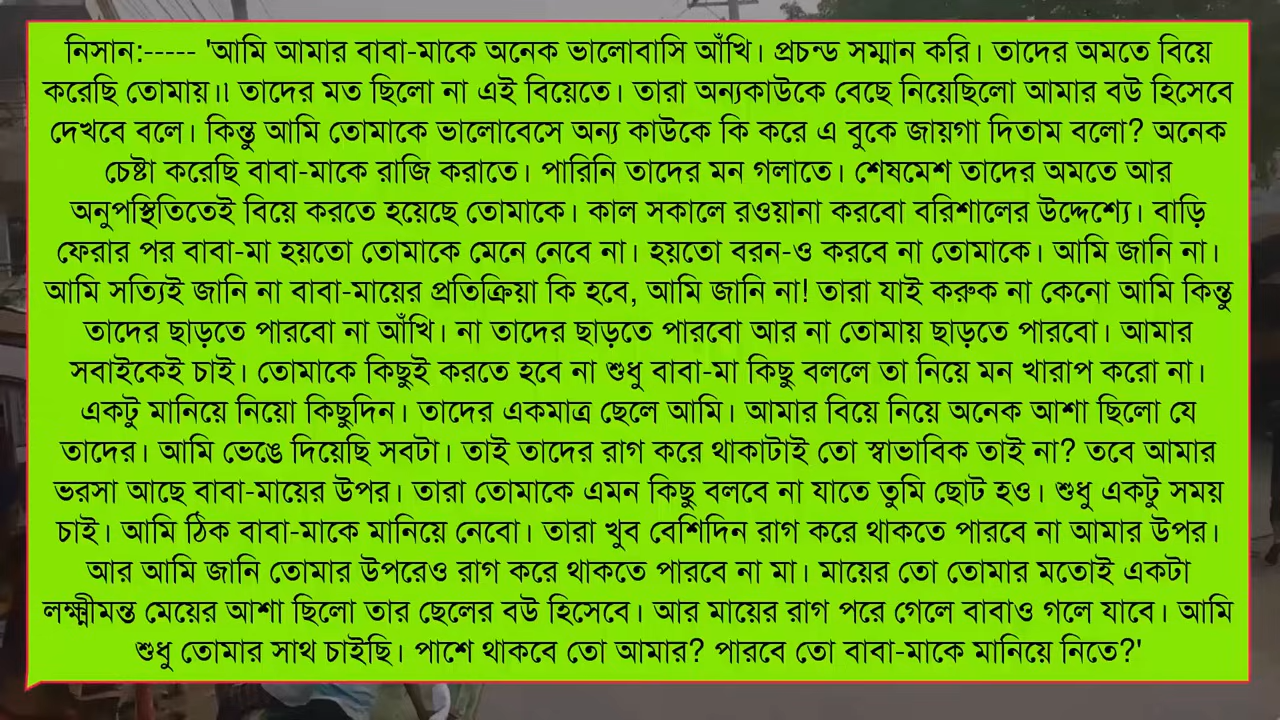 নিসান:----- 'আমি আমার বাবা-মাকে অনেক ভালোবাসি আঁখি। প্রচন্ড সম্মান করি। তাদের অমতে বিয়ে
করেছি তোমায়।৷ তাদের মত ছিলো না এই বিয়েতে। তারা অন্যকাউকে বেছে নিয়েছিলো আমার বউ হিসেবে
দেখবে বলে। কিন্তু আমি তোমাকে ভালোবেসে অন্য কাউকে কি করে এ বুকে জায়গা দিতাম বলো? অনেক
চেষ্টা করেছি বাবা-মাকে রাজি করাতে। পারিনি তাদের মন গলাতে। শেষমেশ তাদের অমতে আর
অনুপস্থিতিতেই বিয়ে করতে হয়েছে তোমাকে। কাল সকালে রওয়ানা করবো বরিশালের উদ্দেশ্যে। বাড়ি
ফেরার পর বাবা-মা হয়তো তোমাকে মেনে নেবে না। হয়তো বরন-ও করবে না তোমাকে। আমি জানি না।
আমি সত্যিই জানি না বাবা-মায়ের প্রতিক্রিয়া কি হবে, আমি জানি না! তারা যাই করুক না কেনো আমি কিন্তু
তাদের ছাড়তে পারবো না আঁখি। না তাদের ছাড়তে পারবো আর না তোমায় ছাড়তে পারবো। আমার
সবাইকেই চাই। তোমাকে কিছুই করতে হবে না শুধু বাবা-মা কিছু বললে তা নিয়ে মন খারাপ করো না।
একটু মানিয়ে নিয়ো কিছুদিন। তাদের একমাত্র ছেলে আমি। আমার বিয়ে নিয়ে অনেক আশা ছিলো যে
তাদের। আমি ভেঙে দিয়েছি সবটা। তাই তাদের রাগ করে থাকাটাই তো স্বাভাবিক তাই না? তবে আমার
ভরসা আছে বাবা-মায়ের উপর। তারা তোমাকে এমন কিছু বলবে না যাতে তুমি ছোট হও। শুধু একটু সময়
চাই। আমি ঠিক বাবা-মাকে মানিয়ে নেবো। তারা খুব বেশিদিন রাগ করে থাকতে পারবে না আমার উপর।
আর আমি জানি তোমার উপরেও রাগ করে থাকতে পারবে না মা। মায়ের তো তোমার মতোই একটা
লক্ষ্মীমন্ত মেয়ের আশা ছিলো তার ছেলের বউ হিসেবে। আর মায়ের রাগ পরে গেলে বাবাও গলে যাবে। আমি
শুধু তোমার সাথ চাইছি। পাশে থাকবে তো আমার? পারবে তো বাবা-মাকে মানিয়ে নিতে?'